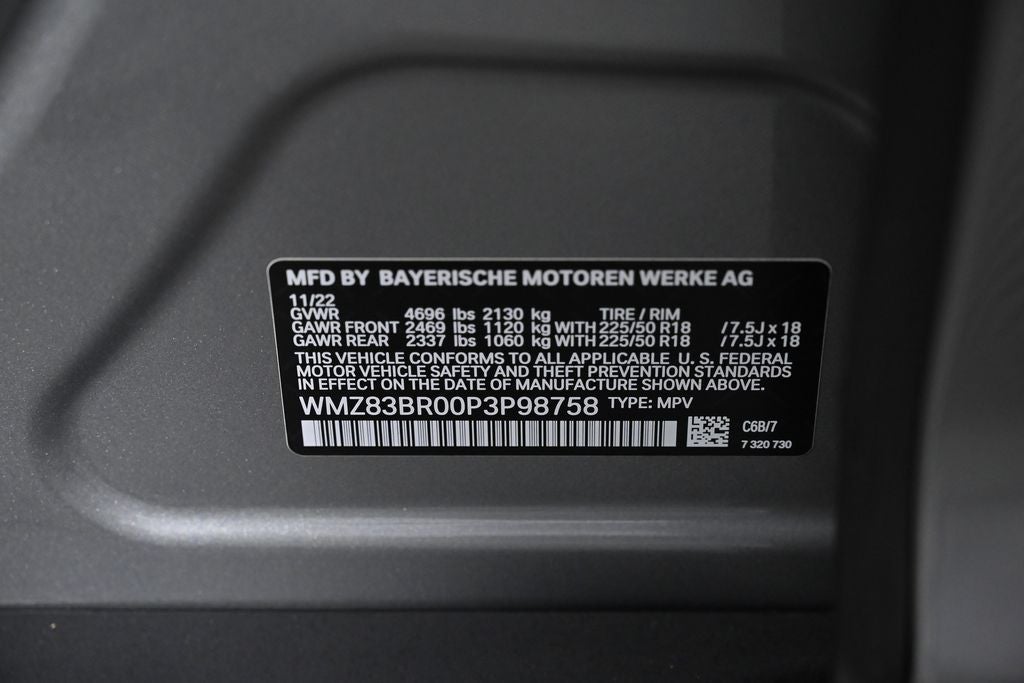 MFD BY BAYERISCHE MOTOREN WERKE AG
11/22
GVWR 4696 lbs 2130 kg TIRE / RIM
GAWR FRONT 2469 lbs 1120 kg WITH 225/50 R18 /7.5J x 18
GAWR REAR 2337 lbs 1060 kg WITH 225/50 R18 /7.5J x 18
THIS VEHICLE CONFORMS TO ALL APPLICABLE U. S. FEDERAL
MOTOR VEHICLE SAFETY AND THEFT PREVENTION STANDARDS
IN EFFECT ON THE DATE OF MANUFACTURE SHOWN ABOVE.
WMZ83BR00P3P98758 TYPE: MPV
C6B/7
7 320 730